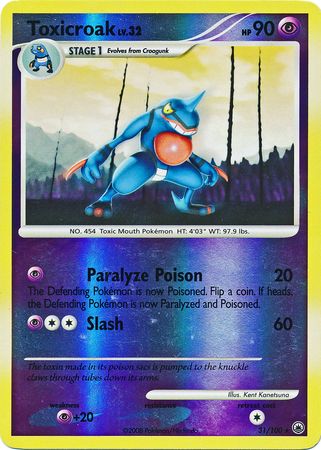 Toxicroak LV.32 HP 90
STAGE 1 Evolves from Croagunk
NO. 454 Toxic Mouth Pokémon HT: 4'03" WT: 97.9 lbs.
Paralyze Poison 20
The Defending Pokémon is now Poisoned. Flip a coin. If heads,
the Defending Pokémon is now Paralyzed and Poisoned.
Slash 60
The toxin made in its poison sacs is pumped to the knuckle
claws through tubes down its arms.
Illus. Kent Kanetsuna
weakness resistance retreat cost
+20
©2008 Pokémon/Nintendo 31/100